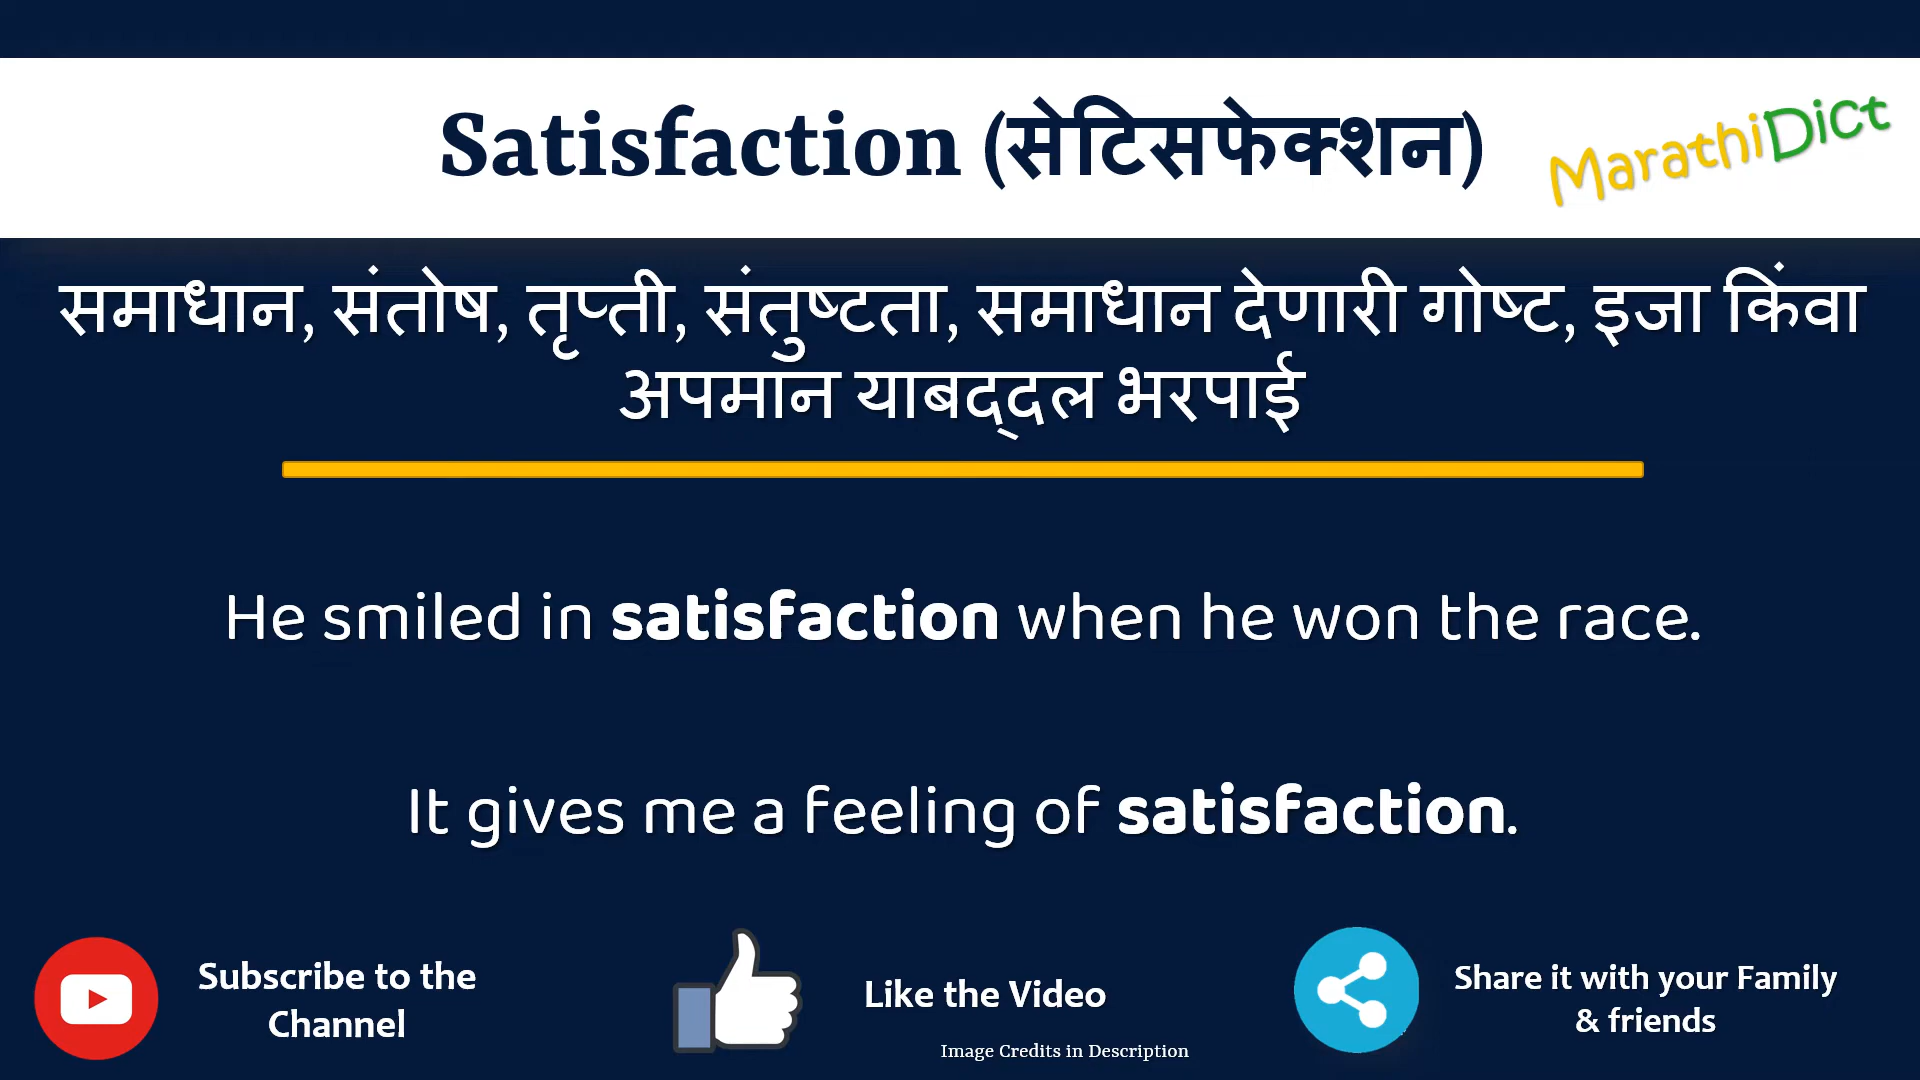 Satisfaction (सेटिसफेक्शन)
MarathiDict
समाधान, संतोष, तृप्ती, संतुष्टता, समाधान देणारी गोष्ट, इजा किंवा
अपमान याबद्दल भरपाई
He smiled in satisfaction when he won the race.
It gives me a feeling of satisfaction.
Subscribe to the
Channel
Like the Video
Share it with your Family
& friends
Image Credits in Description